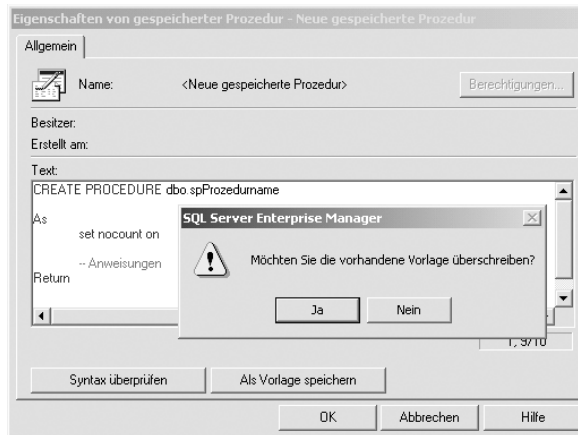 Eigenschaften von gespeicherter Prozedur - Neue gespeicherte Prozedur
Allgemein
Name: <Neue gespeicherte Prozedur> Berechtigungen...
Besitzer:
Erstellt am:
Text:
CREATE PROCEDURE dbo.spProzedurname
As
set nocount on
-- Anweisungen
Return
SQL Server Enterprise Manager
Möchten Sie die vorhandene Vorlage überschreiben?
Ja Nein
1, 9/10
Syntax überprüfen Als Vorlage speichern
OK Abbrechen Hilfe